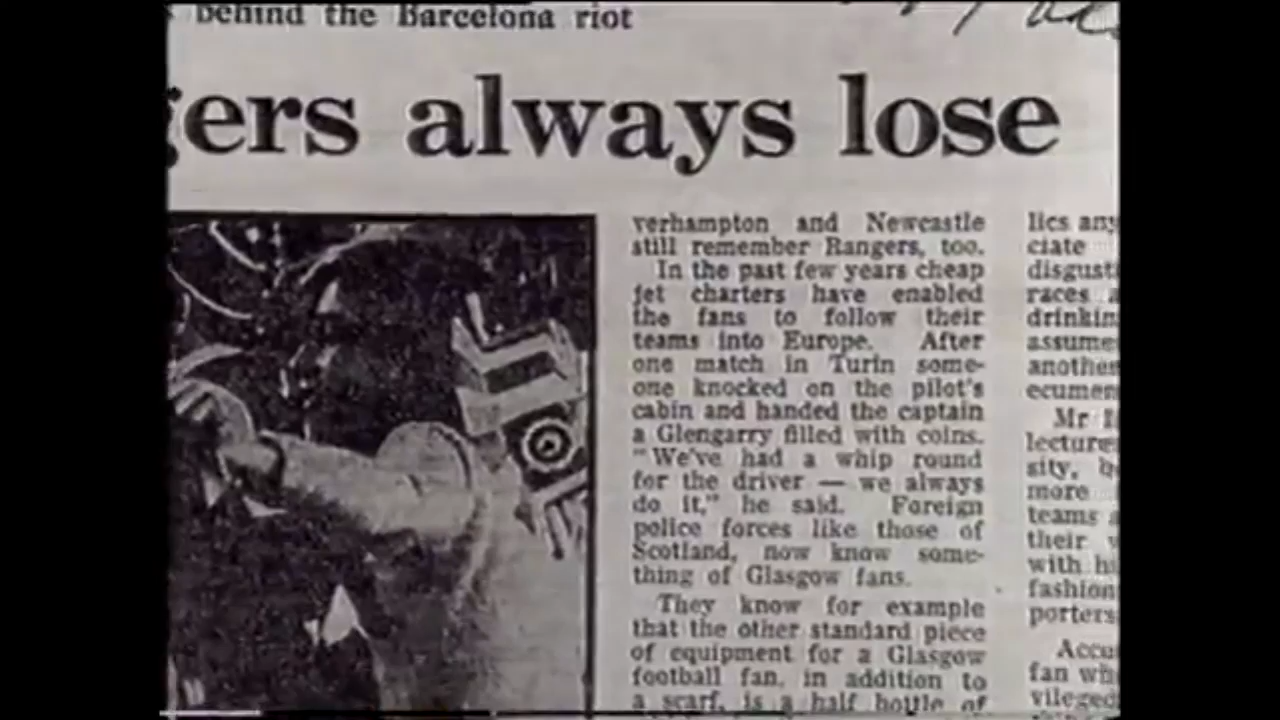 behind the Barcelona riot
gers always lose
verhampton and Newcastle
still remember Rangers, too.
In the past few years cheap
jet charters have enabled
the fans to follow their
teams into Europe. After
one match in Turin some-
one knocked on the pilot's
cabin and handed the captain
a Glengarry filled with coins.
"We've had a whip round
for the driver — we always
do it," he said. Foreign
police forces like those of
Scotland, now know some-
thing of Glasgow fans.
They know for example
that the other standard piece
of equipment for a Glasgow
football fan, in addition to
a scarf, is a half bottle of
lics any
ciate
disgusti
races a
drinkin
assume
another
ecumen
Mr
lecture
sity, b
more
teams a
their
with hi
fashion
porters
Accu
fan wh
vileged